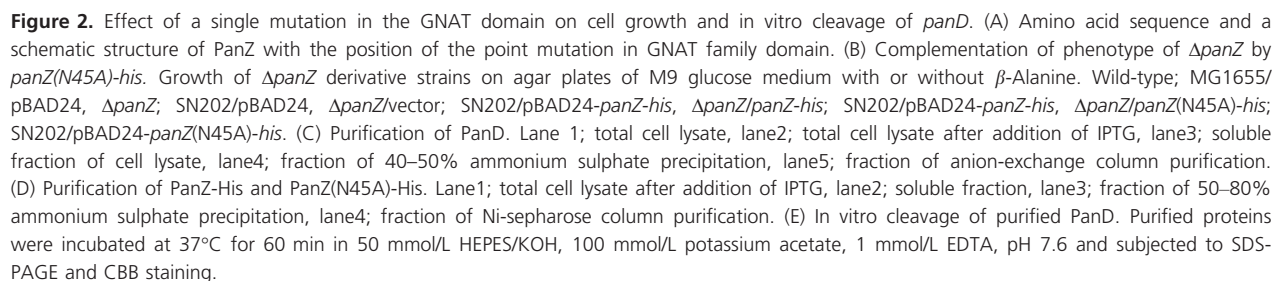 Figure 2. Effect of a single mutation in the GNAT domain on cell growth and in vitro cleavage of panD. (A) Amino acid sequence and a
schematic structure of PanZ with the position of the point mutation in GNAT family domain. (B) Complementation of phenotype of ΔpanZ by
panZ(N45A)-his. Growth of ΔpanZ derivative strains on agar plates of M9 glucose medium with or without β-Alanine. Wild-type; MG1655/
pBAD24, ΔpanZ; SN202/pBAD24, ΔpanZ/vector; SN202/pBAD24-panZ-his, ΔpanZ/panZ-his; SN202/pBAD24-panZ-his, ΔpanZ/panZ(N45A)-his;
SN202/pBAD24-panZ(N45A)-his. (C) Purification of PanD. Lane 1; total cell lysate, lane2; total cell lysate after addition of IPTG, lane3; soluble
fraction of cell lysate, lane4; fraction of 40–50% ammonium sulphate precipitation, lane5; fraction of anion-exchange column purification.
(D) Purification of PanZ-His and PanZ(N45A)-His. Lane1; total cell lysate after addition of IPTG, lane2; soluble fraction, lane3; fraction of 50–80%
ammonium sulphate precipitation, lane4; fraction of Ni-sepharose column purification. (E) In vitro cleavage of purified PanD. Purified proteins
were incubated at 37°C for 60 min in 50 mmol/L HEPES/KOH, 100 mmol/L potassium acetate, 1 mmol/L EDTA, pH 7.6 and subjected to SDS-
PAGE and CBB staining.